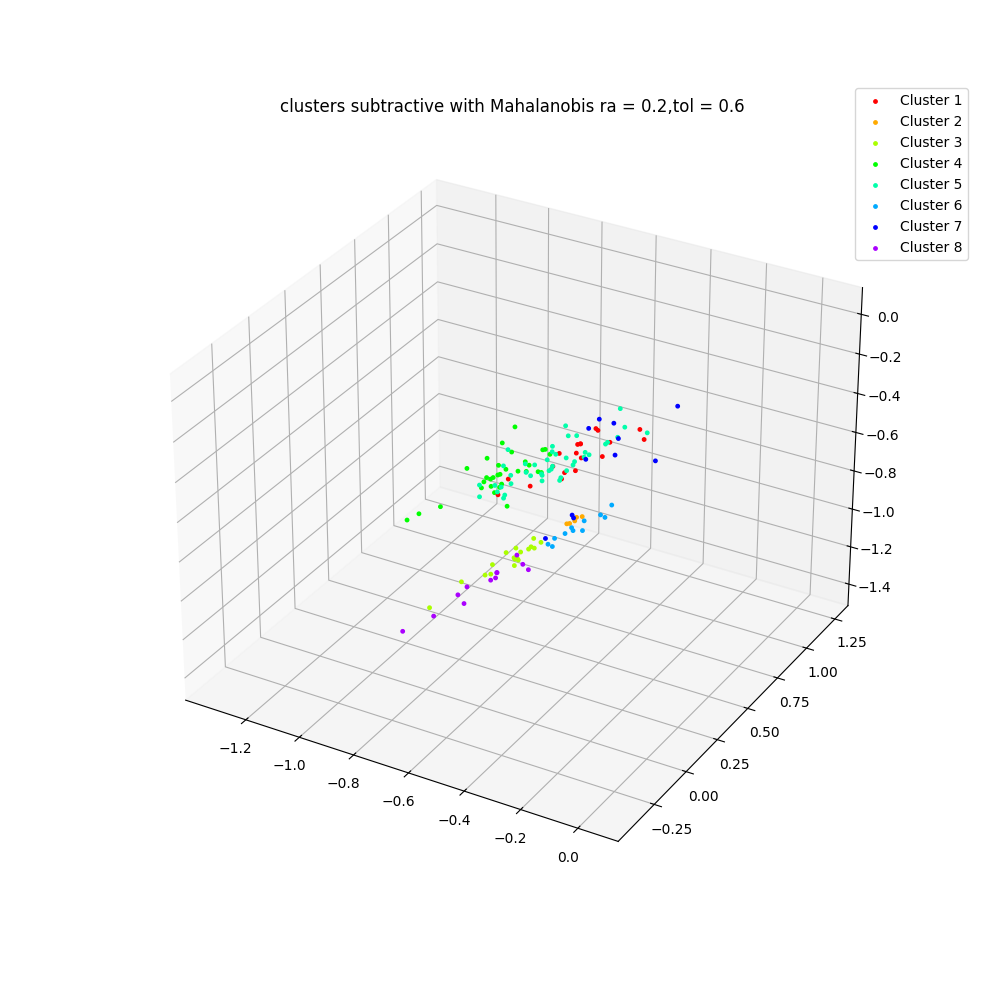 clusters subtractive with Mahalanobis ra = 0.2,tol = 0.6
Cluster 1
Cluster 2
Cluster 3
Cluster 4
Cluster 5
Cluster 6
Cluster 7
Cluster 8
0.0
−0.2
−0.4
−0.6
−0.8
−1.0
−1.2
−1.4
1.25
1.00
0.75
0.50
0.25
0.00
−0.25
−1.2
−1.0
−0.8
−0.6
−0.4
−0.2
0.0